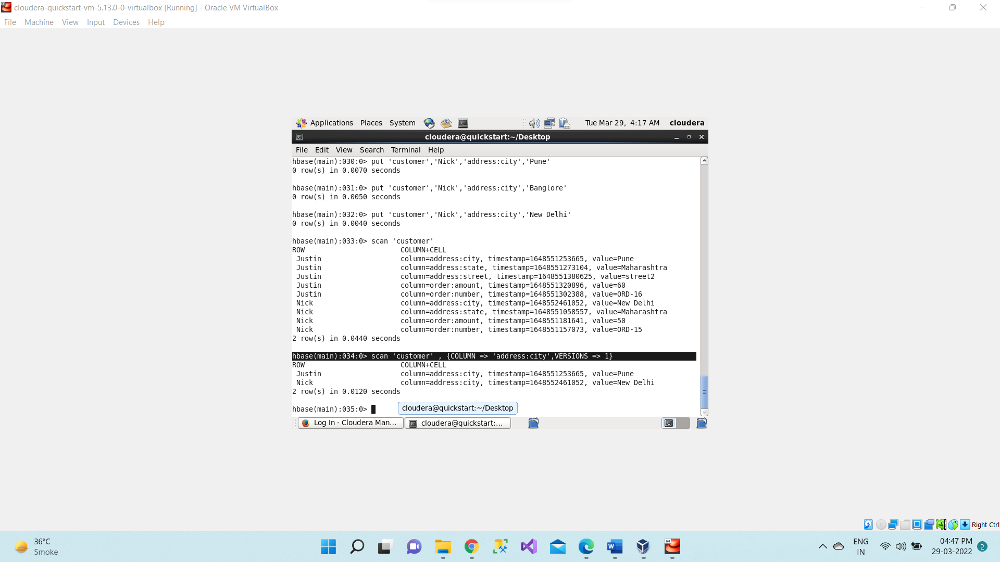 cloudera-quickstart-vm-5.13.0-0-virtualbox [Running] - Oracle VM VirtualBox
File Machine View Input Devices Help
Applications Places System Tue Mar 29, 4:17 AM cloudera
cloudera@quickstart:~/Desktop
File Edit View Search Terminal Help
hbase(main):030:0> put 'customer','Nick','address:city','Pune'
0 row(s) in 0.0070 seconds
hbase(main):031:0> put 'customer','Nick','address:city','Banglore'
0 row(s) in 0.0050 seconds
hbase(main):032:0> put 'customer','Nick','address:city','New Delhi'
0 row(s) in 0.0040 seconds
hbase(main):033:0> scan 'customer'
ROW COLUMN+CELL
Justin column=address:city, timestamp=1648551253665, value=Pune
Justin column=address:state, timestamp=1648551273104, value=Maharashtra
Justin column=address:street, timestamp=1648551380625, value=street2
Justin column=order:amount, timestamp=1648551320896, value=60
Justin column=order:number, timestamp=1648551302388, value=ORD-16
Nick column=address:city, timestamp=1648552461052, value=New Delhi
Nick column=address:state, timestamp=1648551058557, value=Maharashtra
Nick column=order:amount, timestamp=1648551181641, value=50
Nick column=order:number, timestamp=1648551157073, value=ORD-15
2 row(s) in 0.0440 seconds
hbase(main):034:0> scan 'customer' , {COLUMN => 'address:city',VERSIONS => 1}
ROW COLUMN+CELL
Justin column=address:city, timestamp=1648551253665, value=Pune
Nick column=address:city, timestamp=1648552461052, value=New Delhi
2 row(s) in 0.0120 seconds
hbase(main):035:0>
cloudera@quickstart:~/Desktop
Log In - Cloudera Man... cloudera@quickstart:...
Right Ctrl
36°C
Smoke
ENG
IN
04:47 PM
29-03-2022
2